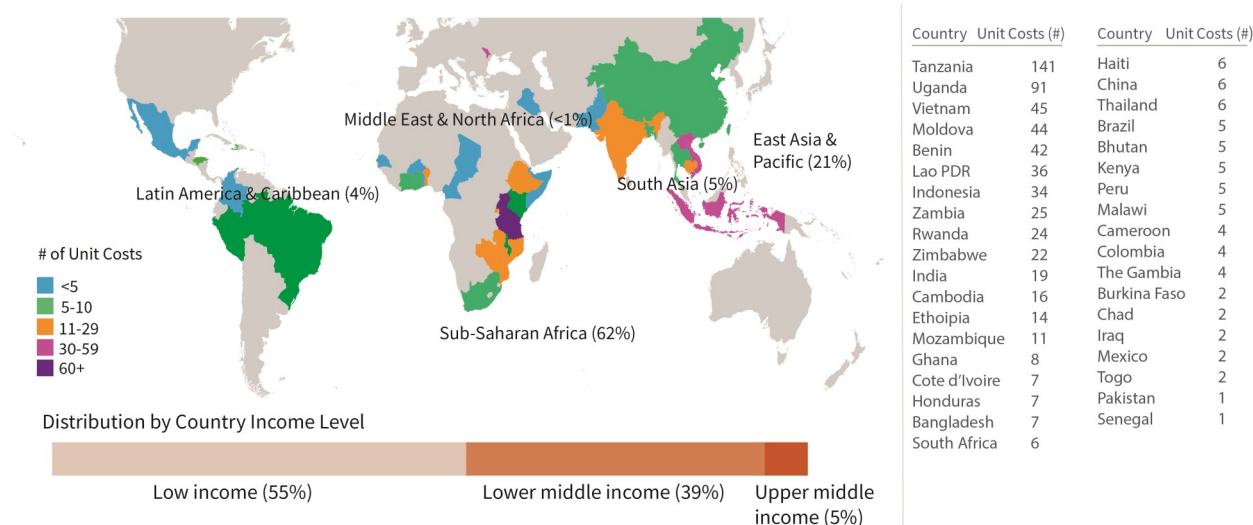 Middle East & North Africa (<1%)
East Asia &
Pacific (21%)
South Asia (5%)
Latin America & Caribbean (4%)
Sub-Saharan Africa (62%)
# of Unit Costs
<5
5-10
11-29
30-59
60+
Distribution by Country Income Level
Low income (55%)
Lower middle income (39%)
Upper middle
income (5%)
Country Unit Costs (#)
Tanzania 141
Uganda 91
Vietnam 45
Moldova 44
Benin 42
Lao PDR 36
Indonesia 34
Zambia 25
Rwanda 24
Zimbabwe 22
India 19
Cambodia 16
Ethoipia 14
Mozambique 11
Ghana 8
Cote d'Ivoire 7
Honduras 7
Bangladesh 7
South Africa 6
Country Unit Costs (#)
Haiti 6
China 6
Thailand 6
Brazil 5
Bhutan 5
Kenya 5
Peru 5
Malawi 5
Cameroon 4
Colombia 4
The Gambia 4
Burkina Faso 2
Chad 2
Iraq 2
Mexico 2
Togo 2
Pakistan 1
Senegal 1